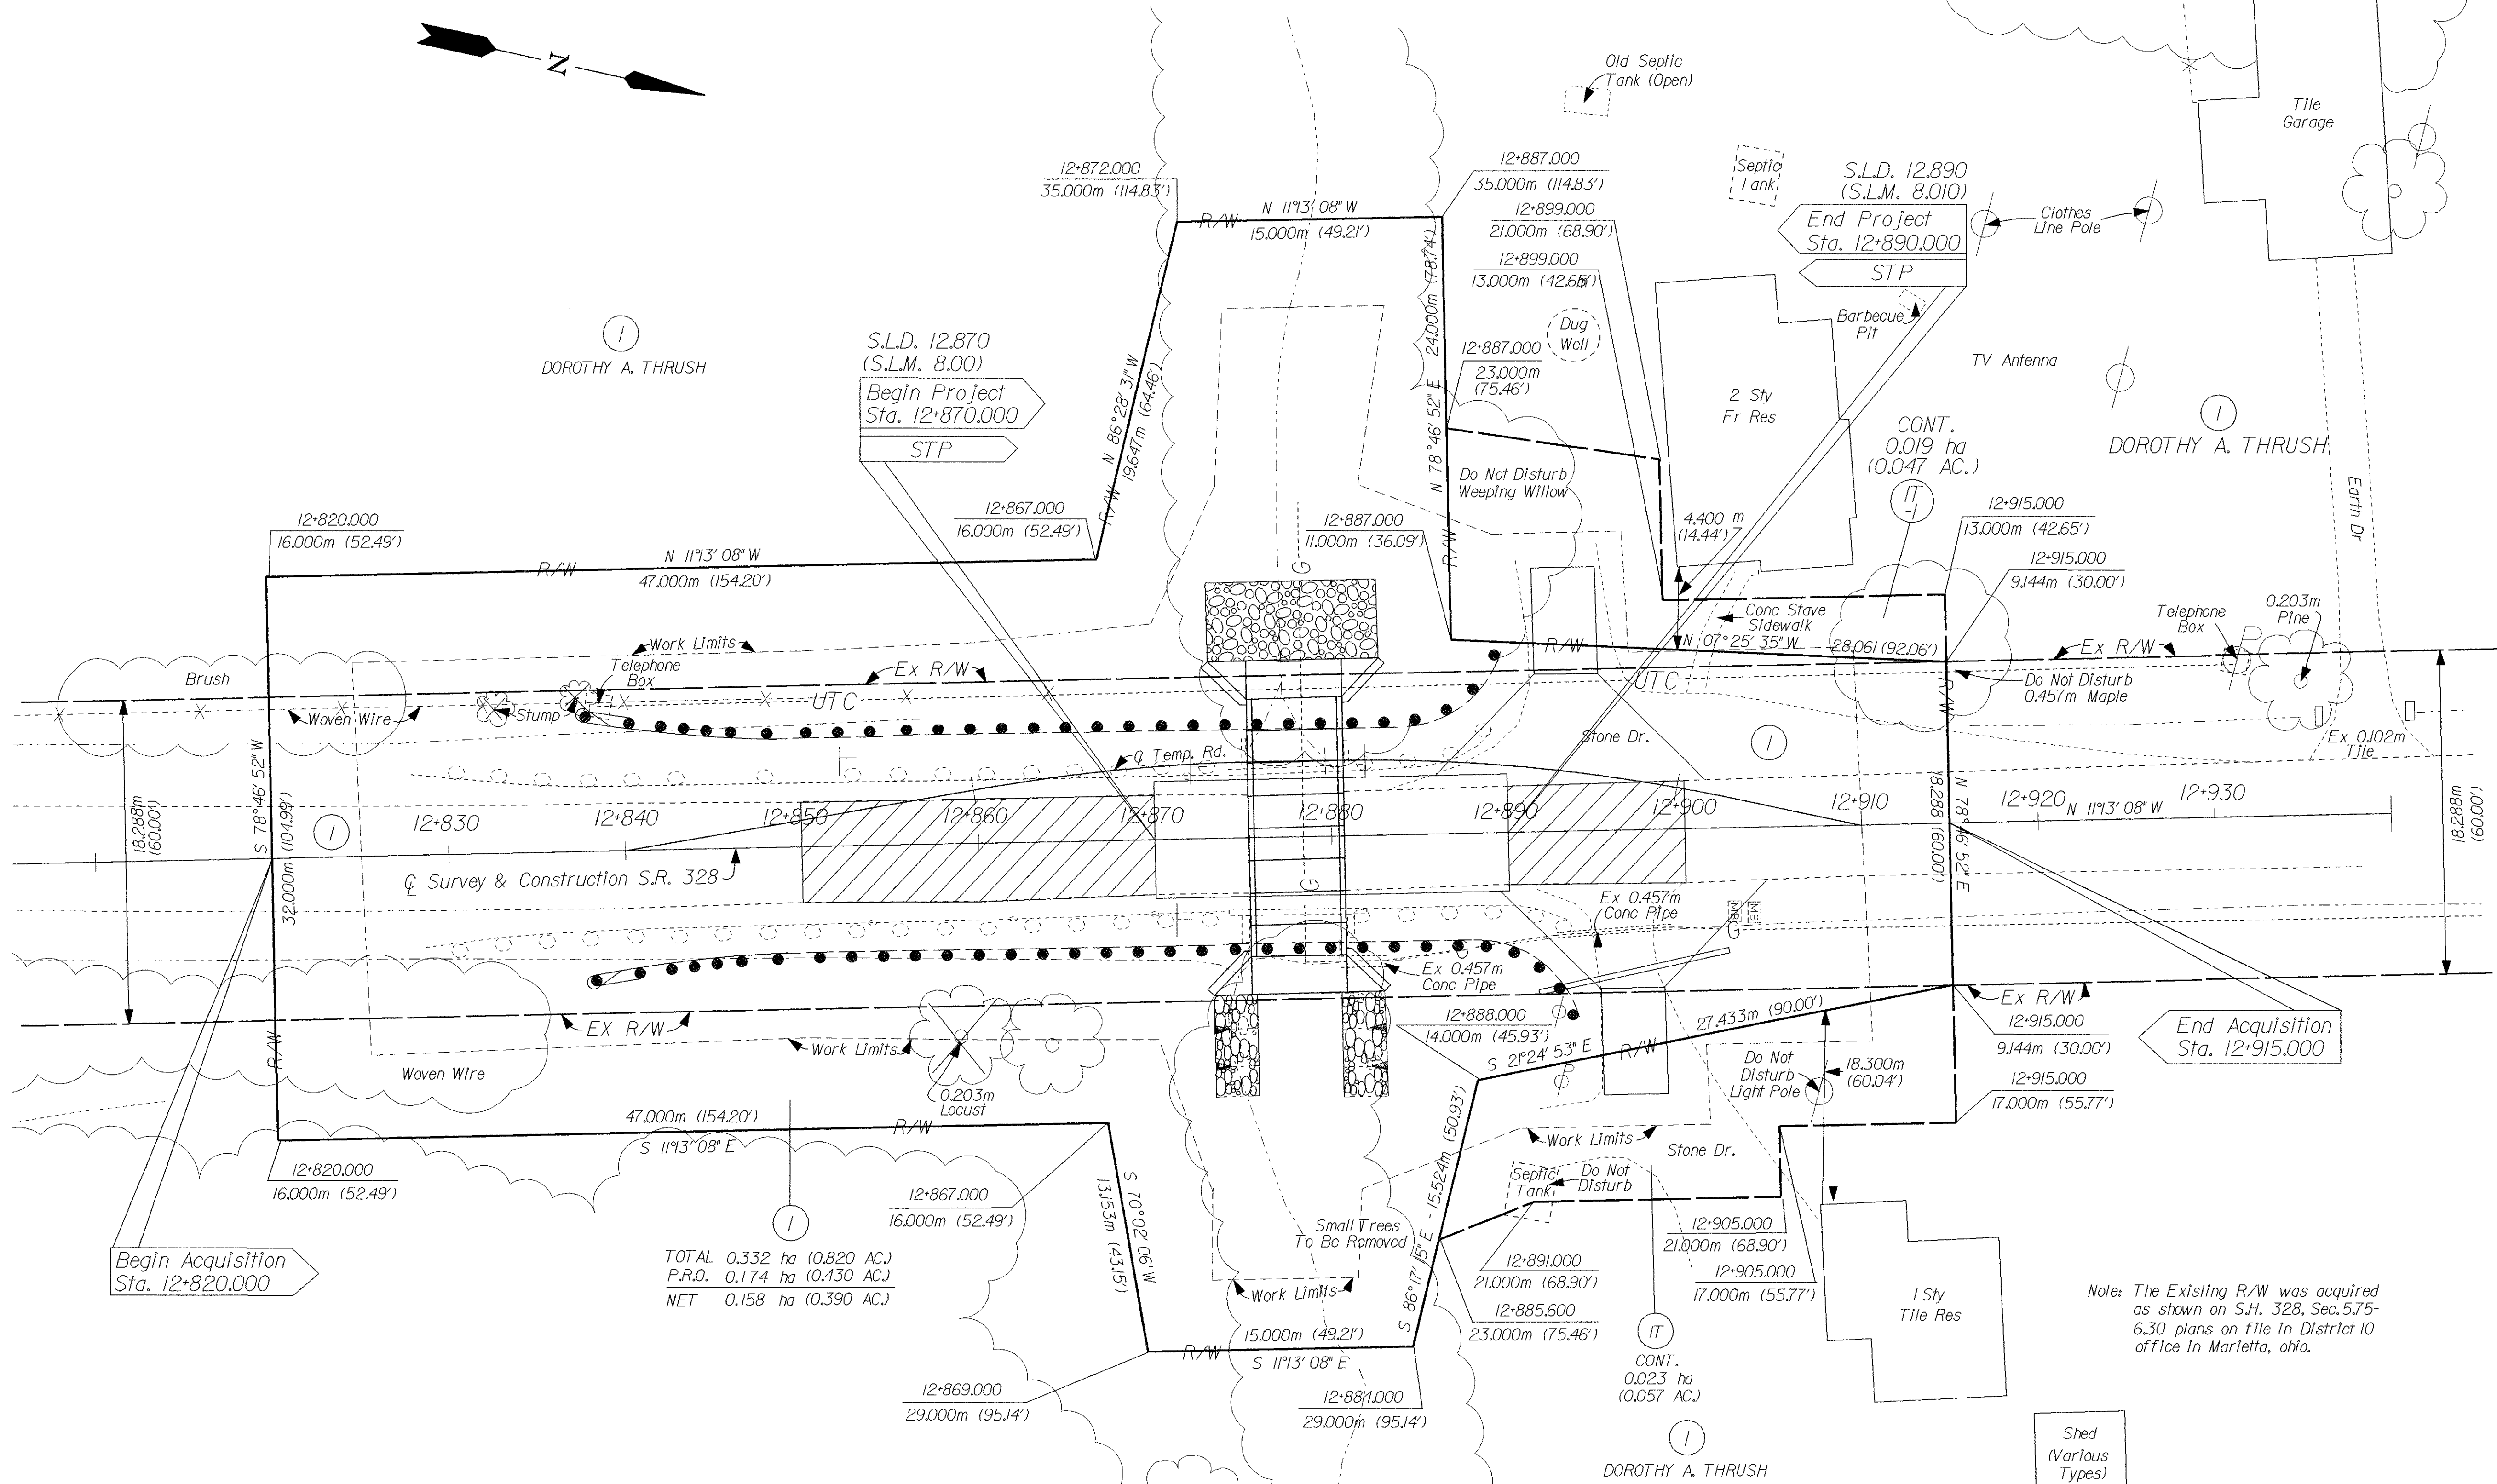 N
Old Septic
Tank (Open)
Tile
Garage
12+872.000
35.000m (114.83')
R/W
N 11°13' 08" W
15.000m (49.21')
12+887.000
35.000m (114.83')
12+899.000
21.000m (68.90')
12+899.000
13.000m (42.65')
Septic
Tank
S.L.D. 12.890
(S.L.M. 8.010)
End Project
Sta. 12+890.000
STP
Clothes
Line Pole
1
DOROTHY A. THRUSH
S.L.D. 12.870
(S.L.M. 8.00)
Begin Project
Sta. 12+870.000
STP
N 86°28' 31" W
19.647m (64.46')
R/W
N 78°46' 52" E
24.000m (78.74')
R/W
Dug
Well
12+887.000
23.000m
(75.46')
Barbecue
Pit
TV Antenna
2 Sty
Fr Res
CONT.
0.019 ha
(0.047 AC.)
1T
-1
1
DOROTHY A. THRUSH
Do Not Disturb
Weeping Willow
Earth Dr
12+820.000
16.000m (52.49')
12+867.000
16.000m (52.49')
12+887.000
11.000m (36.09')
4.400 m
(14.44')
12+915.000
13.000m (42.65')
12+915.000
9.144m (30.00')
R/W
N 11°13' 08" W
47.000m (154.20')
G
Conc Stave
Sidewalk
Telephone
Box
0.203m
Pine
Brush
Work Limits
Telephone
Box
Ex R/W
R/W
N 07°25' 35" W
28.061 (92.06')
Ex R/W
Woven Wire
Stump
UTC
UTC
R/W
Do Not Disturb
0.457m Maple
P
18.288m
(60.00')
S 78°46' 52" W
32.000m (104.99')
R/W
℄ Temp. Rd.
Stone Dr.
1
Ex 0.102m
Tile
1
12+830
12+840
12+850
12+860
12+870
12+880
12+890
12+900
12+910
12+920
12+930
N 11°13' 08" W
18.288 (60.00')
N 78°46' 52" E
18.288m
(60.00')
℄ Survey & Construction S.R. 328
G
Ex 0.457m
Conc Pipe
MB
MB
Ex 0.457m
Conc Pipe
EX R/W
Ex R/W
Work Limits
Woven Wire
0.203m
Locust
12+888.000
14.000m (45.93')
S 21°24' 53" E
R/W
27.433m (90.00')
12+915.000
9.144m (30.00')
End Acquisition
Sta. 12+915.000
Do Not
Disturb
Light Pole
18.300m
(60.04')
12+915.000
17.000m (55.77')
47.000m (154.20')
S 11°13' 08" E
R/W
12+820.000
16.000m (52.49')
12+867.000
16.000m (52.49')
S 70°02' 06" W
13.153m (43.15')
S 86°17' 15" E - 15.524m (50.93')
Work Limits
Stone Dr.
Septic
Tank
Do Not
Disturb
Small Trees
To Be Removed
Work Limits
12+905.000
21.000m (68.90')
12+891.000
21.000m (68.90')
12+905.000
17.000m (55.77')
12+885.600
23.000m (75.46')
Begin Acquisition
Sta. 12+820.000
1
TOTAL 0.332 ha (0.820 AC.)
P.R.O. 0.174 ha (0.430 AC.)
NET 0.158 ha (0.390 AC.)
R/W
15.000m (49.21')
S 11°13' 08" E
12+869.000
29.000m (95.14')
12+884.000
29.000m (95.14')
1T
CONT.
0.023 ha
(0.057 AC.)
1
DOROTHY A. THRUSH
1 Sty
Tile Res
Note: The Existing R/W was acquired
as shown on S.H. 328, Sec. 5.75-
6.30 plans on file in District 10
office in Marietta, ohio.
Shed
(Various
Types)